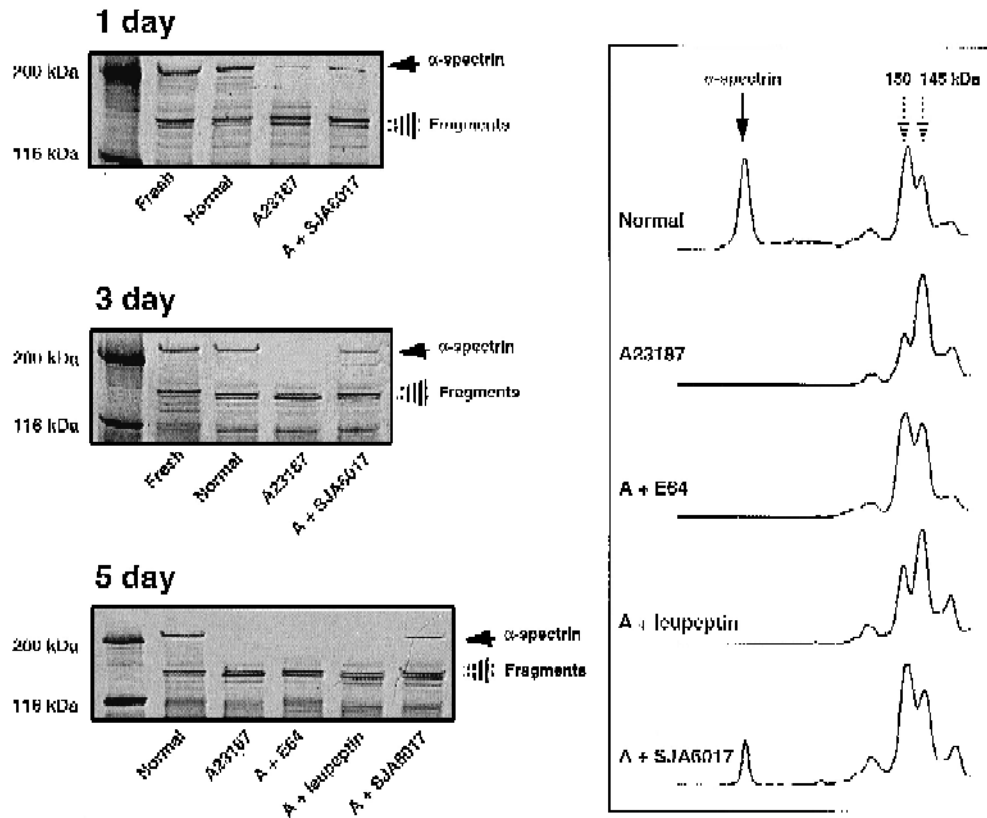 1 day
200 kDa
α-spectrin
Fragments
116 kDa
Fresh
Normal
A23187
A + SJA6017
3 day
200 kDa
α-spectrin
Fragments
116 kDa
Fresh
Normal
A23187
A + SJA6017
5 day
200 kDa
α-spectrin
Fragments
116 kDa
Normal
A23187
A + E64
A + leupeptin
A + SJA6017
α-spectrin
150 145 kDa
Normal
A23187
A + E64
A + leupeptin
A + SJA6017